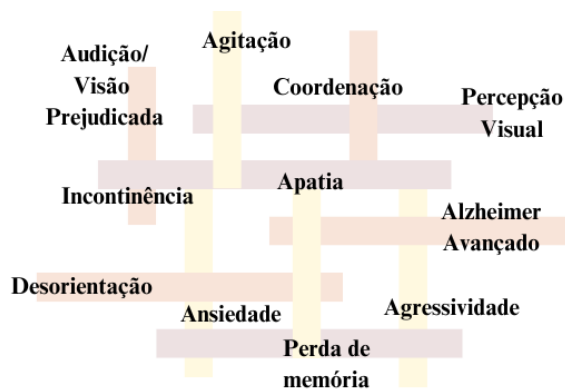 Agitação
Audição/
Visão
Prejudicada
Coordenação
Percepção
Visual
Apatia
Incontinência
Alzheimer
Avançado
Desorientação
Ansiedade
Agressividade
Perda de
memória